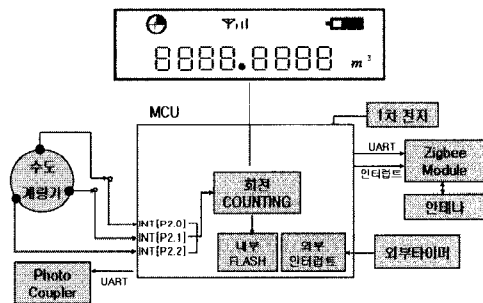 8888.8888 m³
MCU
1차 전지
수도
계량기
회전
COUNTING
UART
인터럽트
Zigbee
Module
안테나
INT[P2.0]
INT[P2.1]
INT[P2.2]
내부
FLASH
외부
인터럽트
외부타이머
Photo
Coupler
UART